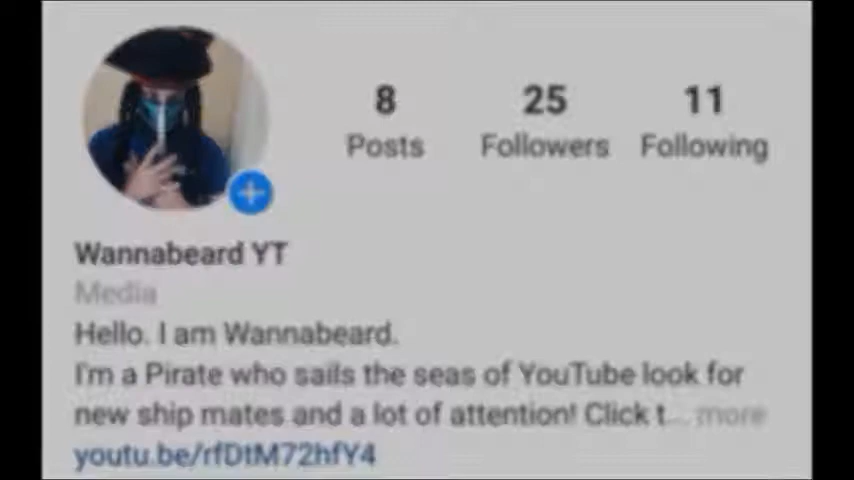 8 25 11
Posts Followers Following
Wannabeard YT
Media
Hello. I am Wannabeard.
I'm a Pirate who sails the seas of YouTube look for
new ship mates and a lot of attention! Click t... more
youtu.be/rfDtM72hfY4